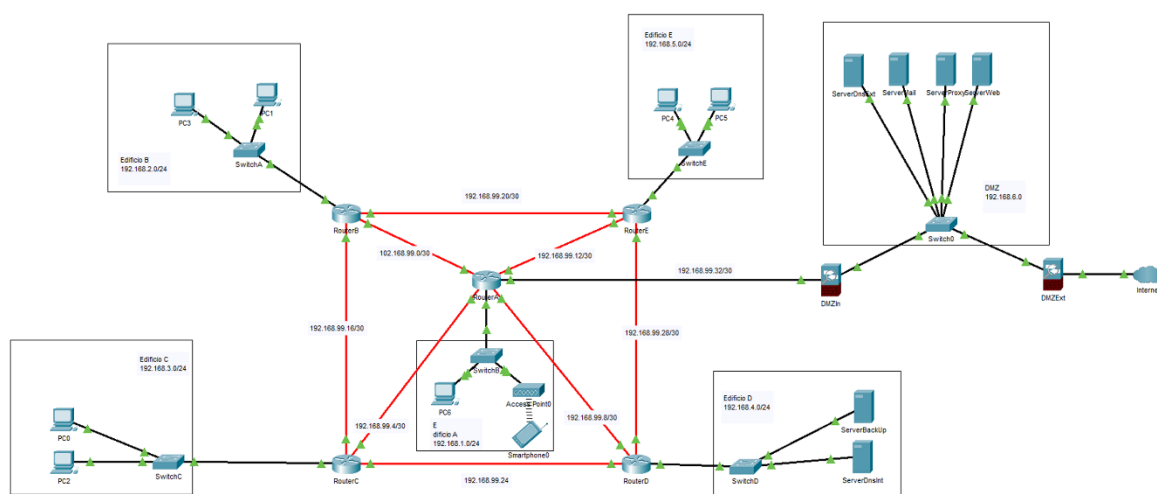 Edificio E
192.168.5.0/24
PC4
PC5
SwitchE
PC3
PC1
Edificio B
192.168.2.0/24
SwitchA
ServerDnsExt
ServerMail
ServerProxy
ServerWeb
DMZ
192.168.6.0
Switch0
192.168.99.20/30
RouterB
RouterE
102.168.99.0/30
192.168.99.12/30
192.168.99.32/30
RouterA
DMZIn
DMZExt
Internet
192.168.99.16/30
192.168.99.28/30
Edificio C
192.168.3.0/24
PC0
PC2
SwitchC
SwitchB
PC6
Access Point0
E
dificio A
192.168.1.0/24
Smartphone0
192.168.99.4/30
192.168.99.8/30
Edificio D
192.168.4.0/24
ServerBackUp
ServerDnsInt
SwitchD
RouterC
192.168.99.24
RouterD